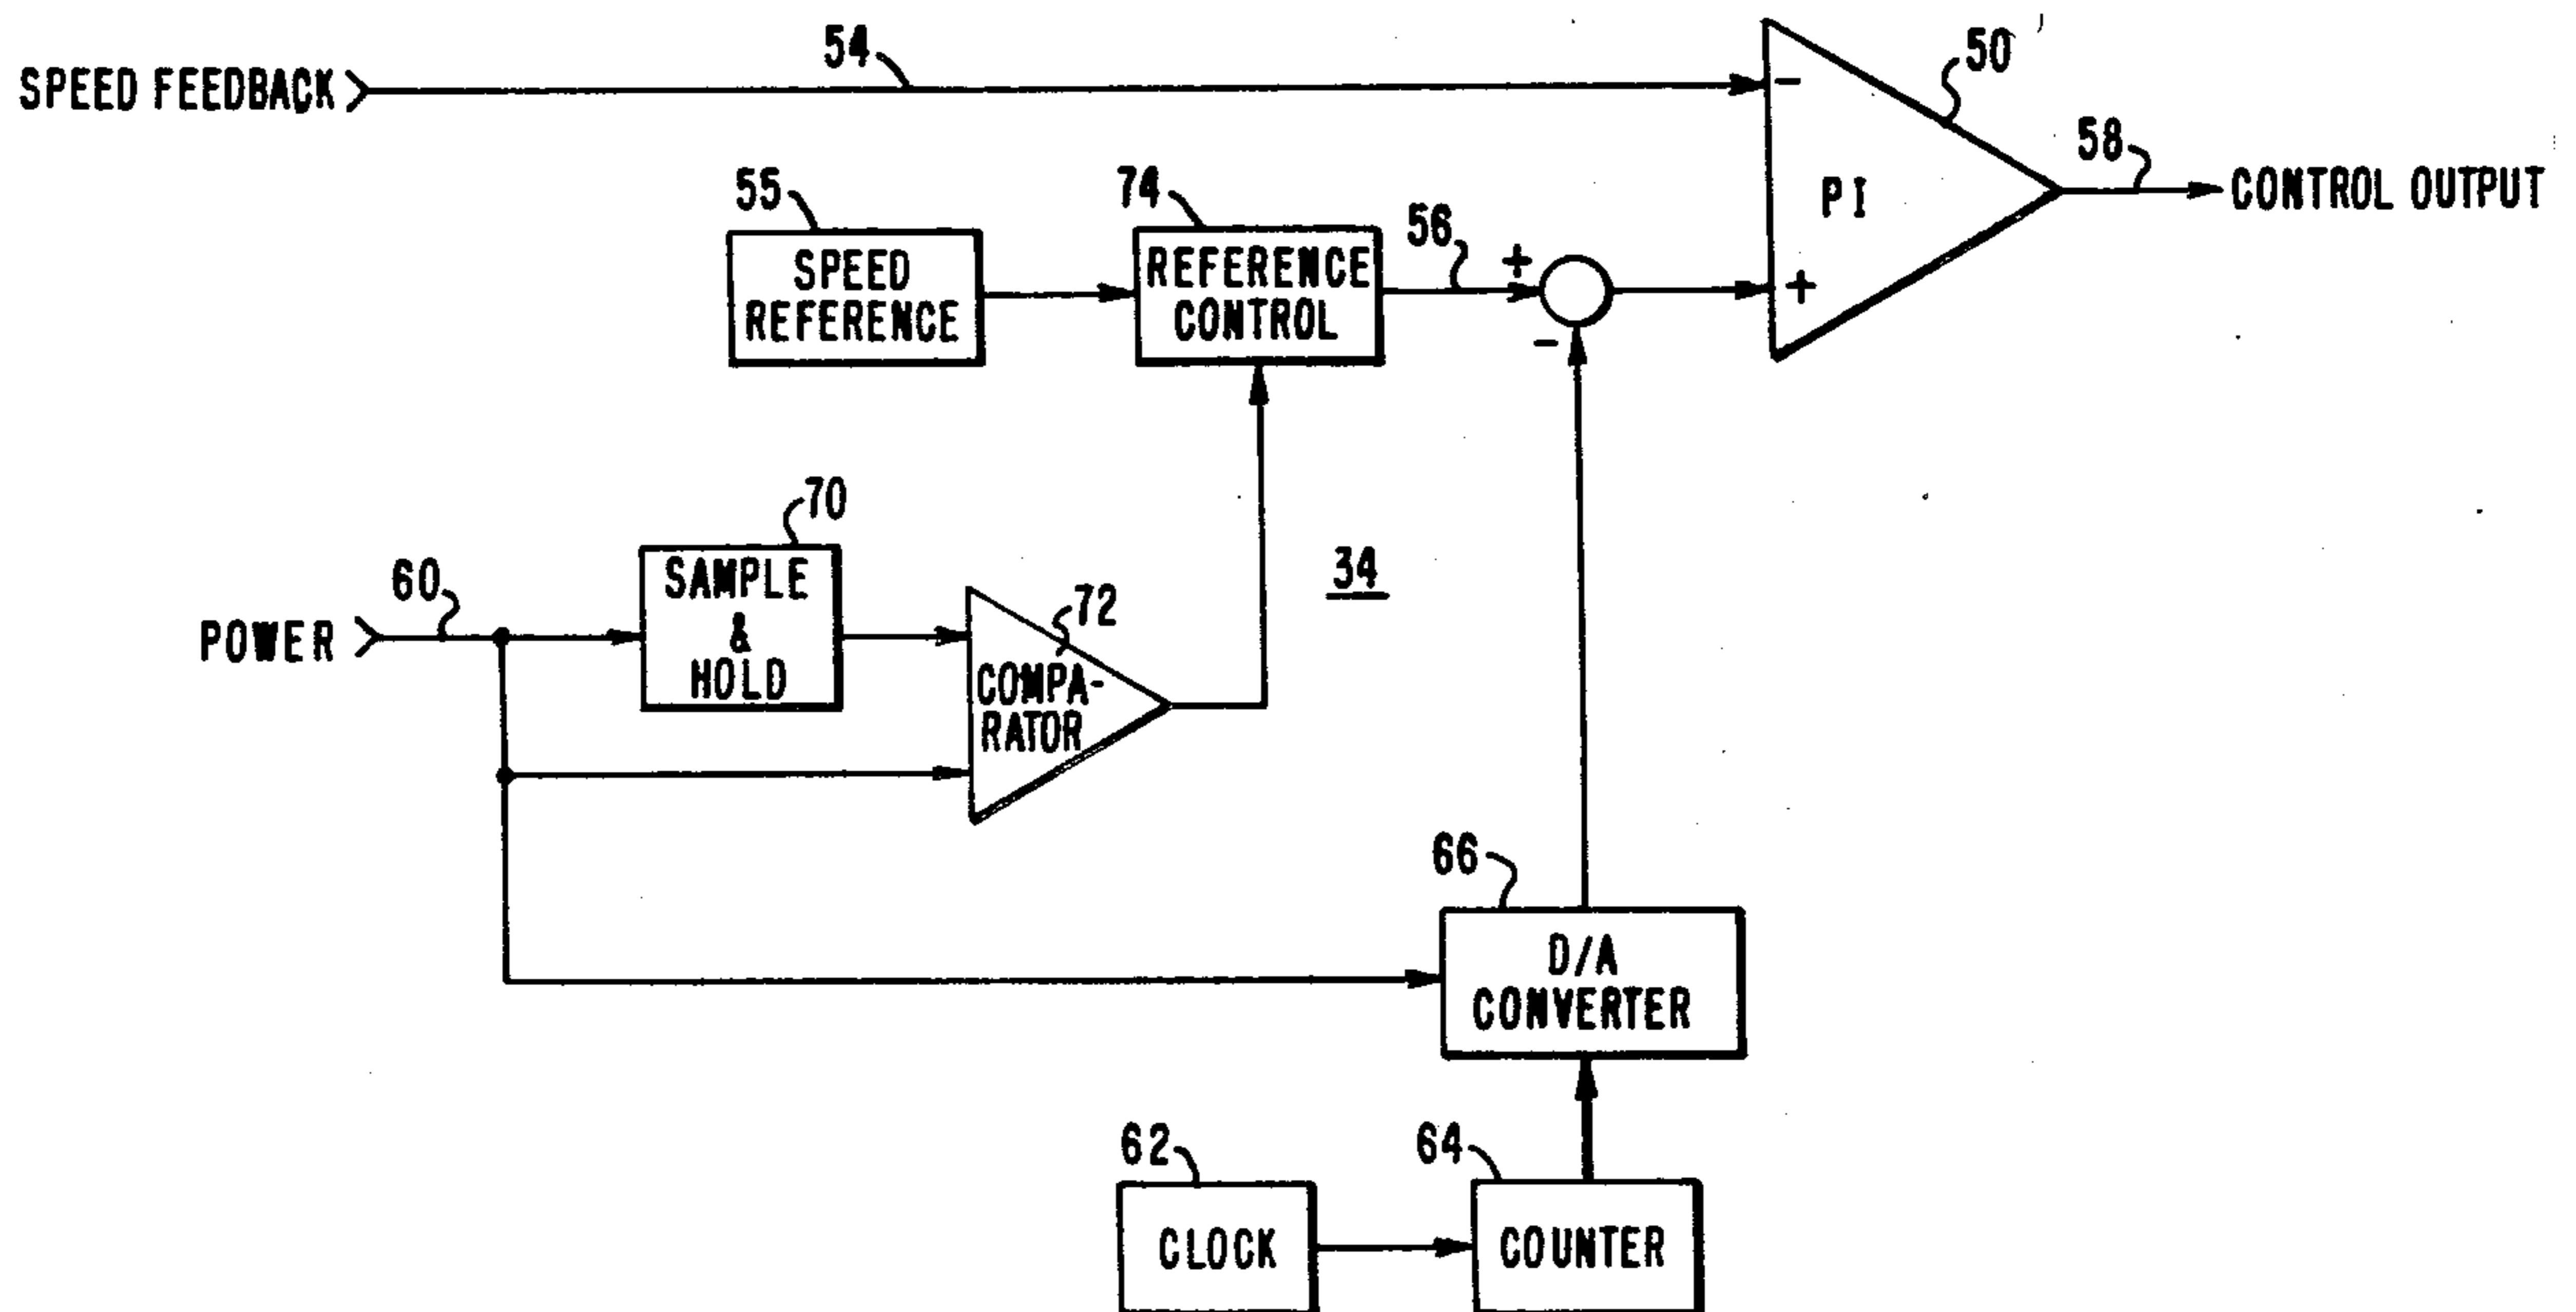 SPEED FEEDBACK
54
-
50
PI
+
58
CONTROL OUTPUT
55
SPEED
REFERENCE
74
REFERENCE
CONTROL
56
+
-
34
POWER
60
70
SAMPLE
&
HOLD
72
COMPA-
RATOR
66
D/A
CONVERTER
62
CLOCK
64
COUNTER